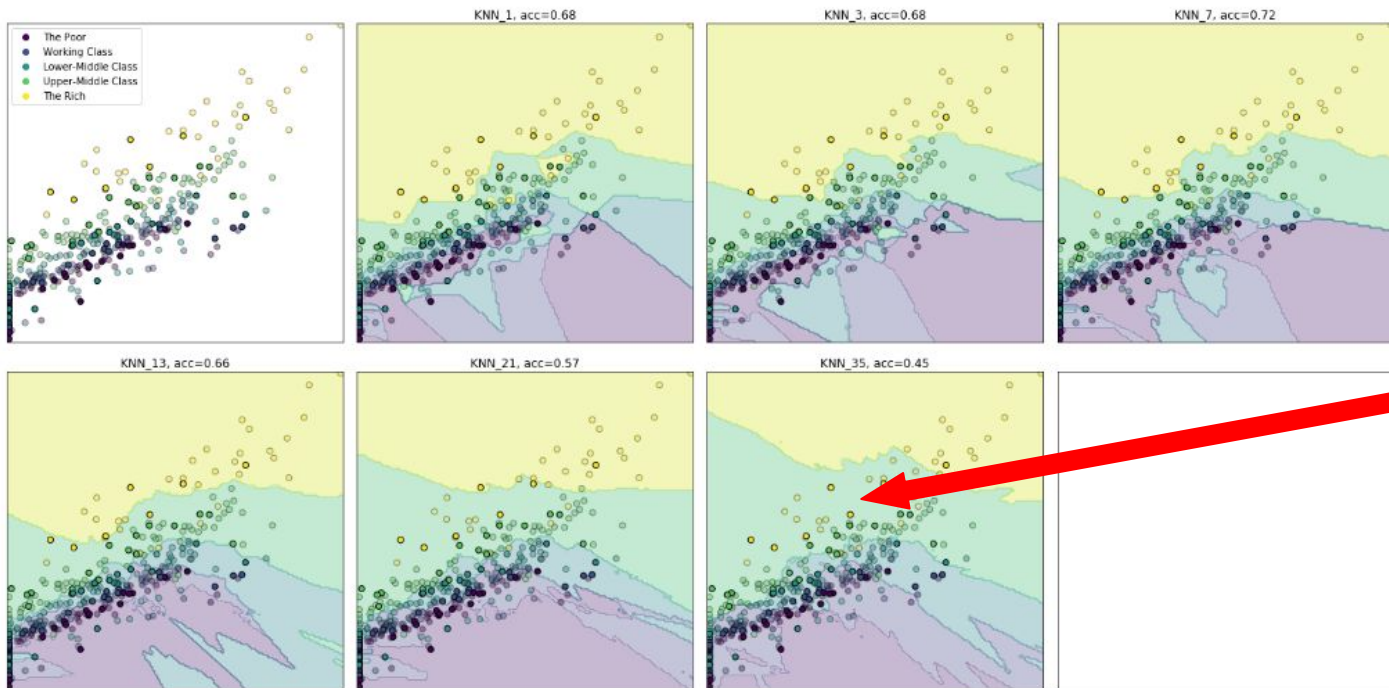 KNN_1, acc=0.68
KNN_3, acc=0.68
KNN_7, acc=0.72
The Poor
Working Class
Lower-Middle Class
Upper-Middle Class
The Rich
KNN_13, acc=0.66
KNN_21, acc=0.57
KNN_35, acc=0.45